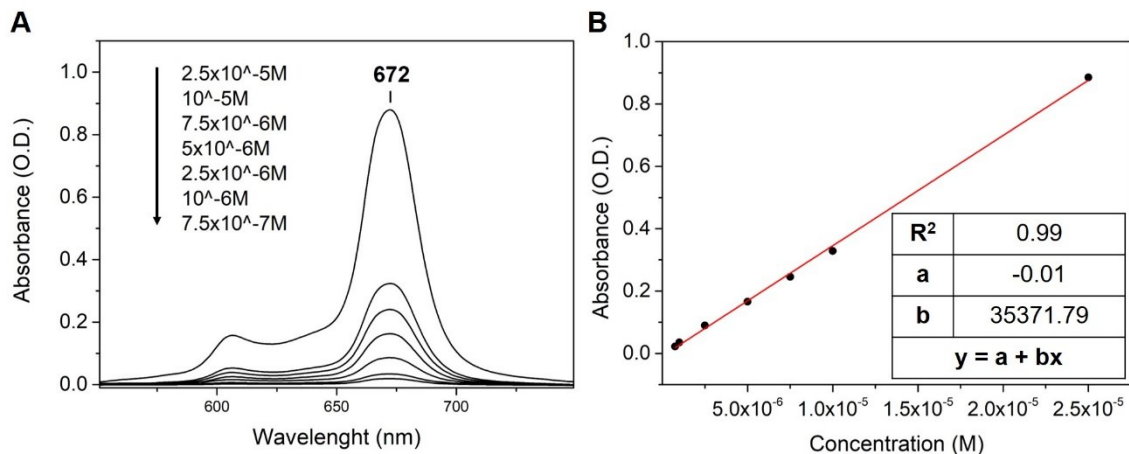 A
672
2.5x10^-5M
10^-5M
7.5x10^-6M
5x10^-6M
2.5x10^-6M
10^-6M
7.5x10^-7M
1.0
0.8
0.6
0.4
0.2
0.0
Absorbance (O.D.)
600
650
700
Wavelenght (nm)
B
1.0
0.8
0.6
0.4
0.2
0.0
Absorbance (O.D.)
R² 0.99
a -0.01
b 35371.79
y = a + bx
5.0x10⁻⁶ 1.0x10⁻⁵ 1.5x10⁻⁵ 2.0x10⁻⁵ 2.5x10⁻⁵
Concentration (M)